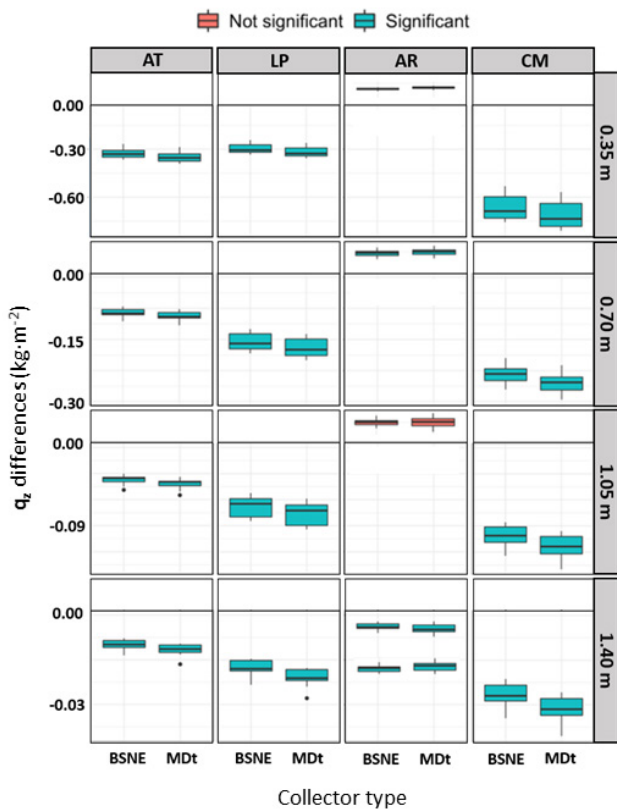 Not significant Significant
AT LP AR CM
0.00
-0.30
-0.60
0.35 m
0.00
-0.15
-0.30
0.70 m
0.00
-0.09
1.05 m
0.00
-0.03
1.40 m
qz differences (kg·m-2)
BSNE MDt BSNE MDt BSNE MDt BSNE MDt
Collector type